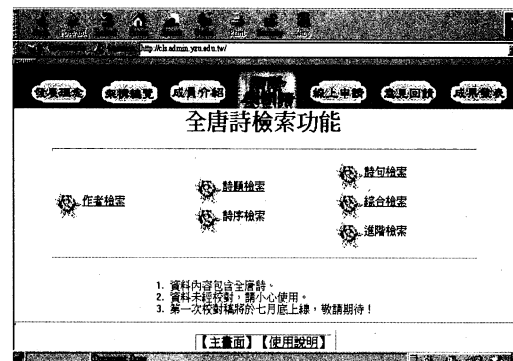 http://cls.admin.yzu.edu.tw/
發展理念 架構總覽 成員介紹 線上申請 意見回饋 成果發表
全唐詩檢索功能
作者檢索
詩題檢索
詩序檢索
詩句檢索
綜合檢索
進階檢索
1. 資料內容包含全唐詩。
2. 資料未經校對，請小心使用。
3. 第一次校對稿將於七月底上線，敬請期待！
【主畫面】【使用說明】